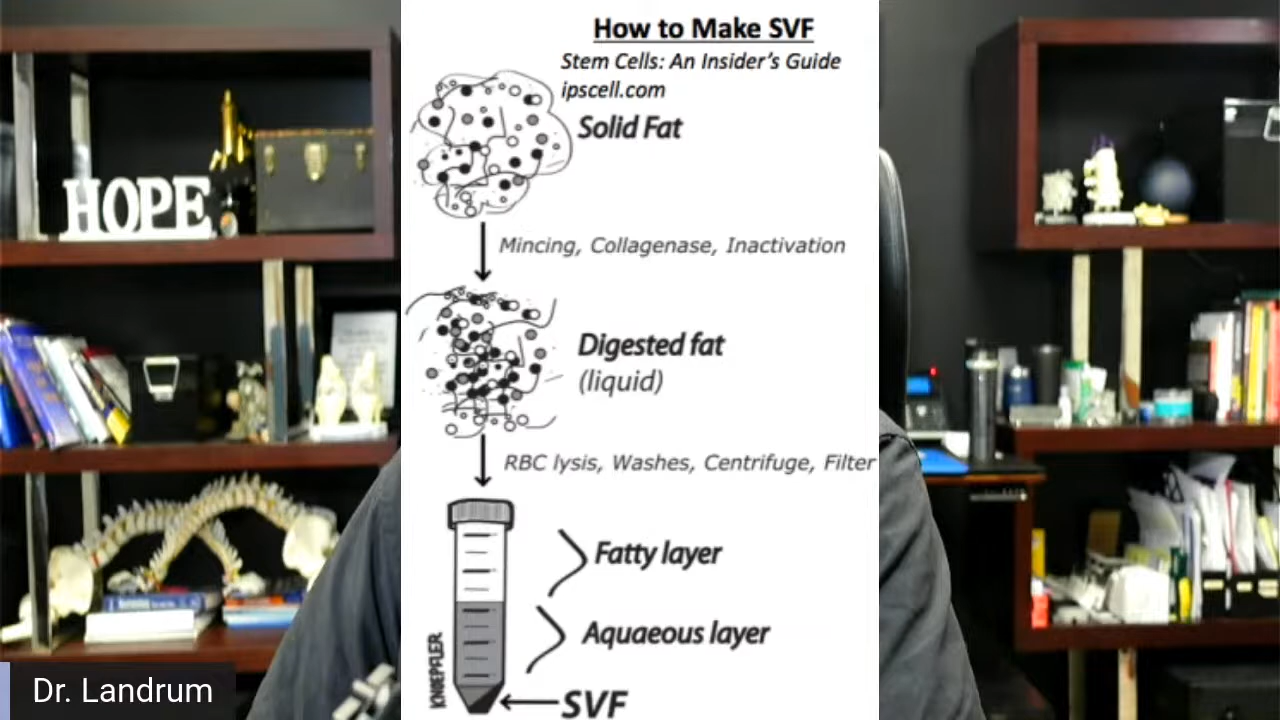 How to Make SVF
Stem Cells: An Insider's Guide
ipscell.com
Solid Fat
HOPE
Mincing, Collagenase, Inactivation
Digested fat
(liquid)
RBC lysis, Washes, Centrifuge, Filter
Fatty layer
Aquaeous layer
KNOEPFLER
SVF
Dr. Landrum